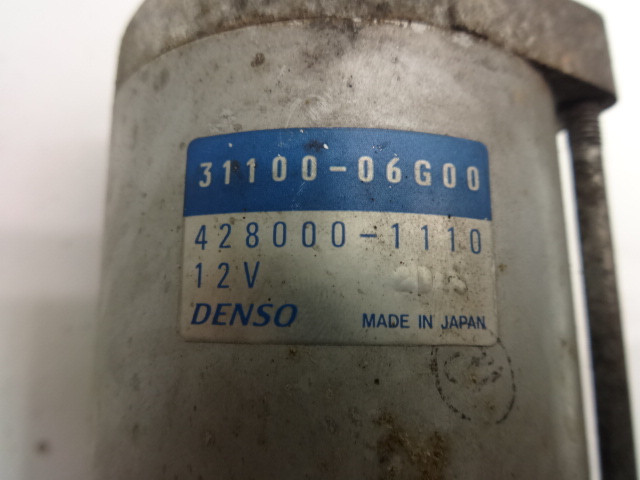 31100-06G00
428000-1110
12V
DENSO MADE IN JAPAN